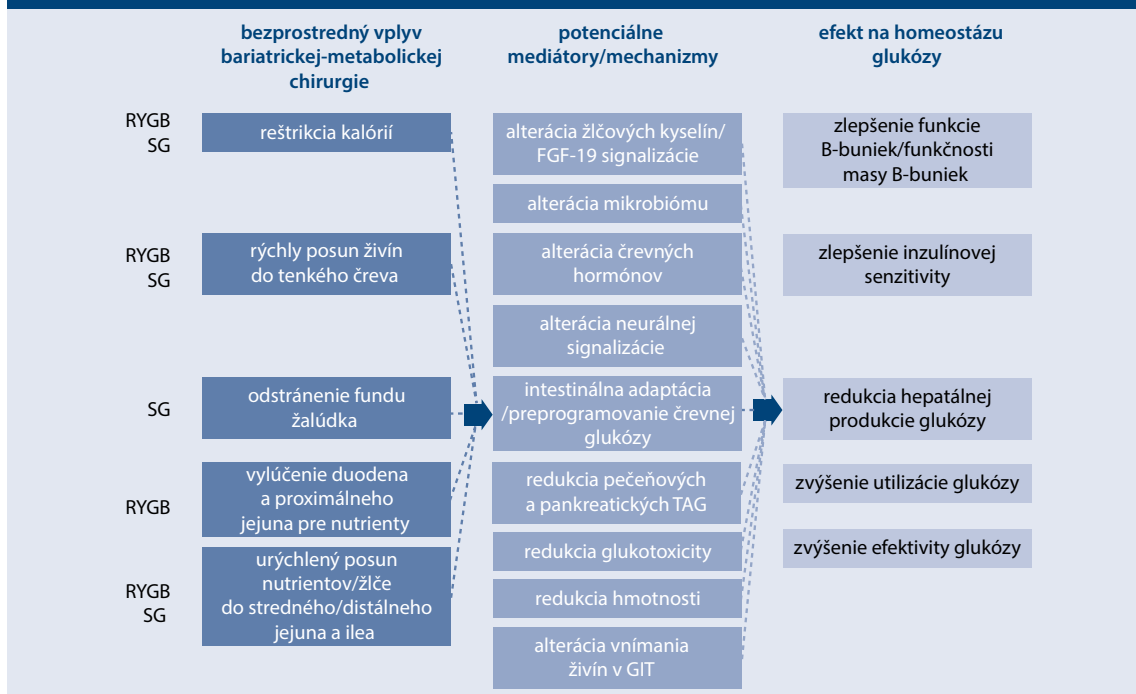 bezprostredný vplyv
bariatrickej-metabolickej
chirurgie
potenciálne
mediátory/mechanizmy
efekt na homeostázu
glukózy
RYGB
SG
reštrikcia kalórií
RYGB
SG
rýchly posun živín
do tenkého čreva
SG
odstránenie fundu
žalúdka
RYGB
vylúčenie duodena
a proximálneho
jejuna pre nutrienty
RYGB
SG
urýchlený posun
nutrientov/žlče
do stredného/distálneho
jejuna a ilea
alterácia žlčových kyselín/
FGF-19 signalizácie
alterácia mikrobiómu
alterácia črevných
hormónov
alterácia neurálnej
signalizácie
intestinálna adaptácia
/preprogramovanie črevnej
glukózy
redukcia pečeňových
a pankreatických TAG
redukcia glukotoxicity
redukcia hmotnosti
alterácia vnímania
živín v GIT
zlepšenie funkcie
B-buniek/funkčnosti
masy B-buniek
zlepšenie inzulínovej
senzitivity
redukcia hepatálnej
produkcie glukózy
zvýšenie utilizácie glukózy
zvýšenie efektivity glukózy